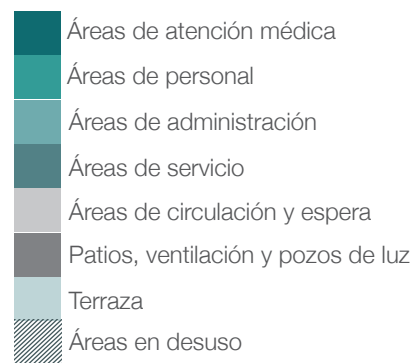 Áreas de atención médica
Áreas de personal
Áreas de administración
Áreas de servicio
Áreas de circulación y espera
Patios, ventilación y pozos de luz
Terraza
Áreas en desuso